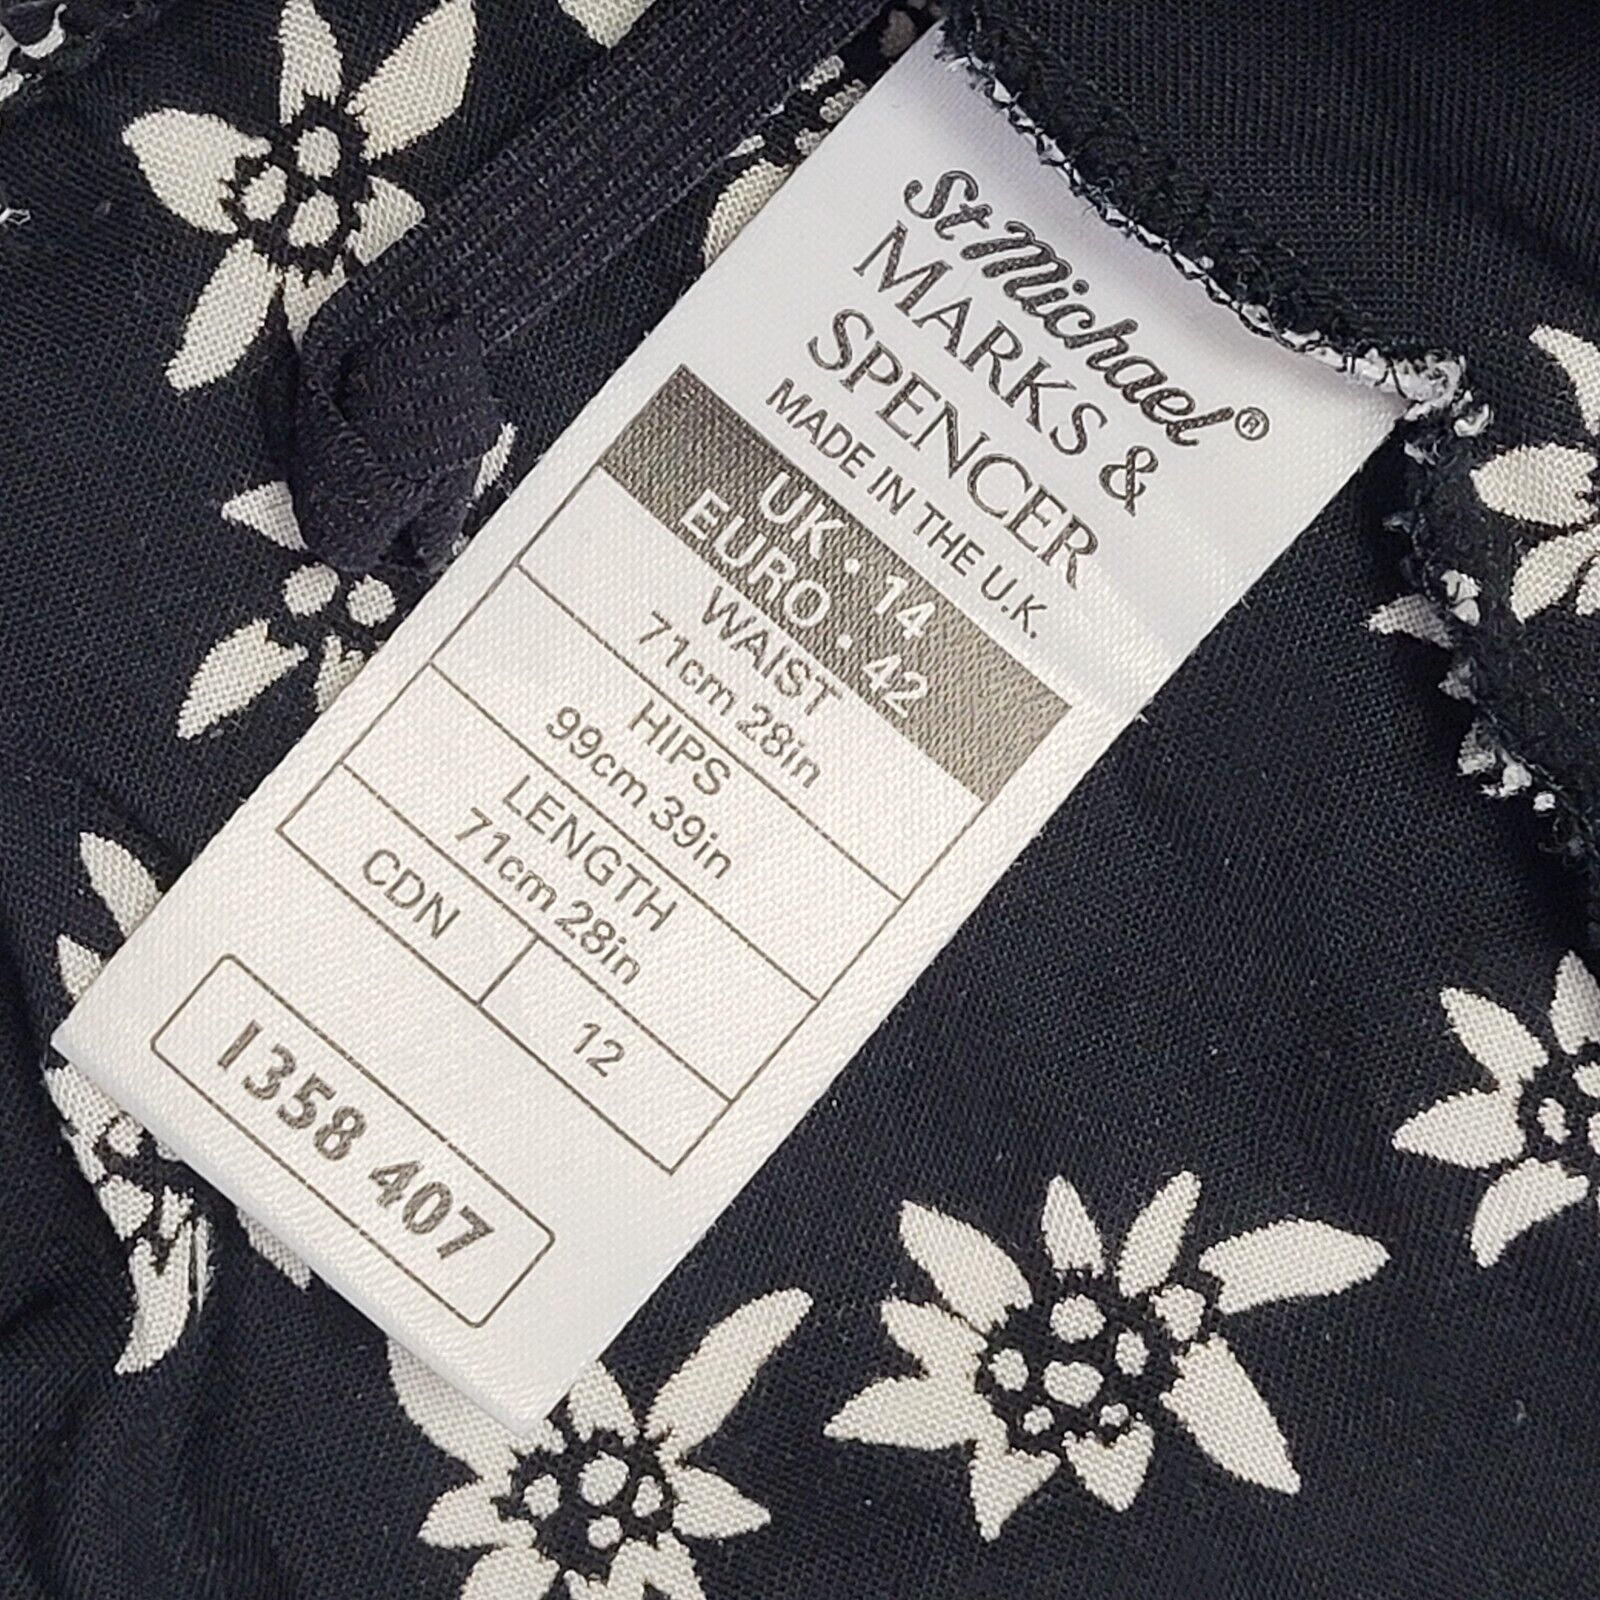 St Michael®
MARKS &
SPENCER
MADE IN THE U.K.
UK · 14
EURO · 42
WAIST
71cm 28in
HIPS
99cm 39in
LENGTH
71cm 28in
CDN 12
1358 407